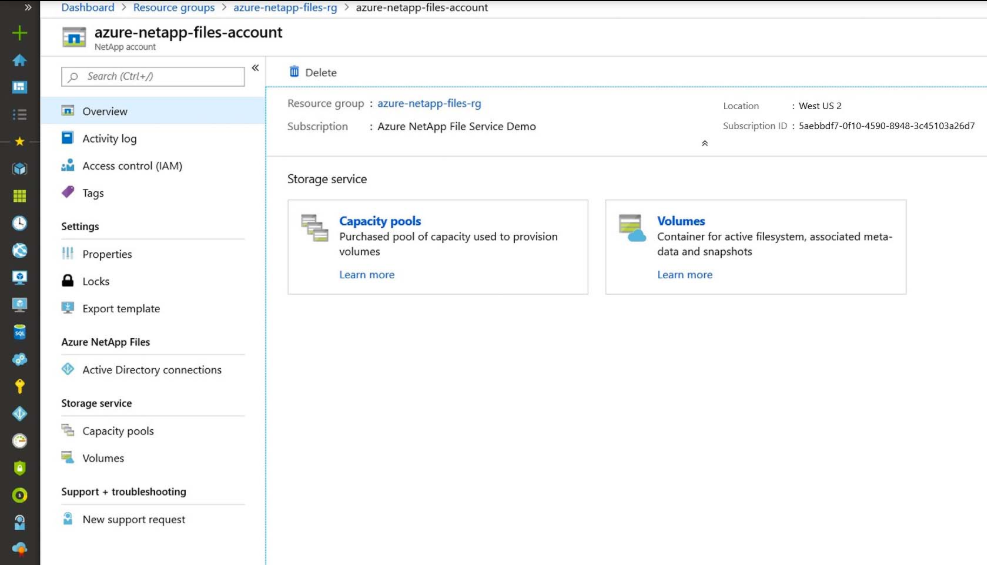 Dashboard > Resource groups > azure-netapp-files-rg > azure-netapp-files-account
azure-netapp-files-account
NetApp account
Search (Ctrl+/)
Overview
Activity log
Access control (IAM)
Tags
Settings
Properties
Locks
Export template
Azure NetApp Files
Active Directory connections
Storage service
Capacity pools
Volumes
Support + troubleshooting
New support request
Delete
Resource group : azure-netapp-files-rg
Subscription : Azure NetApp File Service Demo
Location : West US 2
Subscription ID : 5aebbdf7-0f10-4590-8948-3c45103a26d7
Storage service
Capacity pools
Purchased pool of capacity used to provision
volumes
Learn more
Volumes
Container for active filesystem, associated meta-
data and snapshots
Learn more